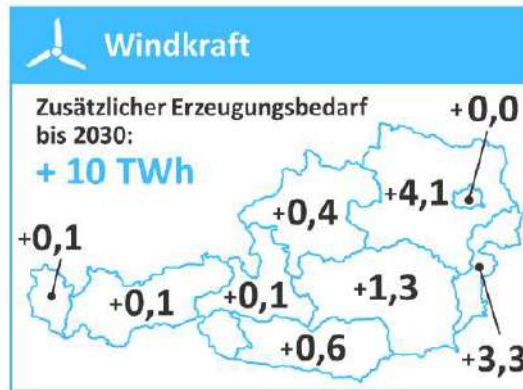 Windkraft
Zusätzlicher Erzeugungsbedarf
bis 2030:
+ 10 TWh
+0,0
+4,1
+0,4
+0,1
+0,1
+0,1
+1,3
+0,6
+3,3